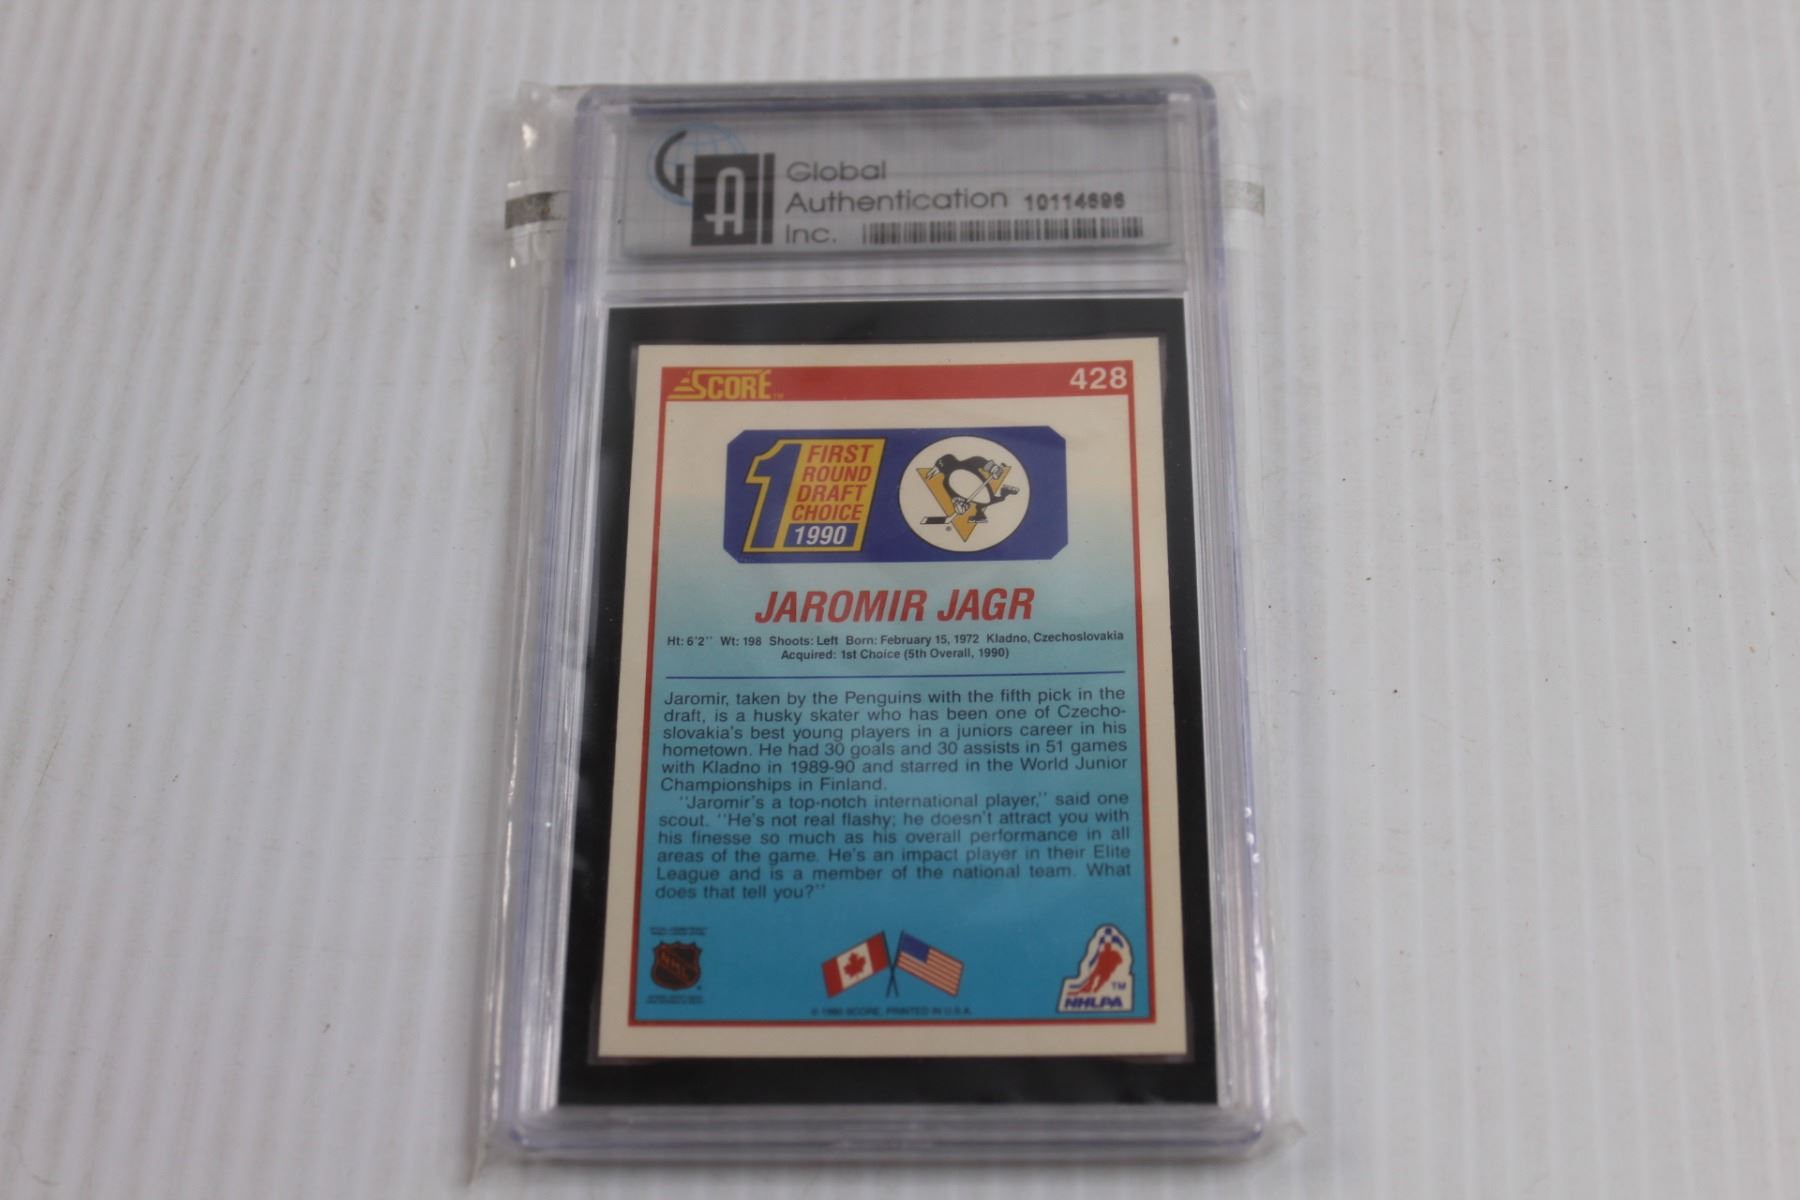 GA
Global
Authentication 10114696
Inc.
SCORE™ 428
1 FIRST
ROUND
DRAFT
CHOICE
1990
JAROMIR JAGR
Ht: 6'2'' Wt: 198 Shoots: Left Born: February 15, 1972 Kladno, Czechoslovakia
Acquired: 1st Choice (5th Overall, 1990)
Jaromir, taken by the Penguins with the fifth pick in the
draft, is a husky skater who has been one of Czecho-
slovakia's best young players in a juniors career in his
hometown. He had 30 goals and 30 assists in 51 games
with Kladno in 1989-90 and starred in the World Junior
Championships in Finland.
''Jaromir's a top-notch international player,'' said one
scout. ''He's not real flashy; he doesn't attract you with
his finesse so much as his overall performance in all
areas of the game. He's an impact player in their Elite
League and is a member of the national team. What
does that tell you?''
NHL
TM
NHLPA
© 1990 SCORE, PRINTED IN U.S.A.